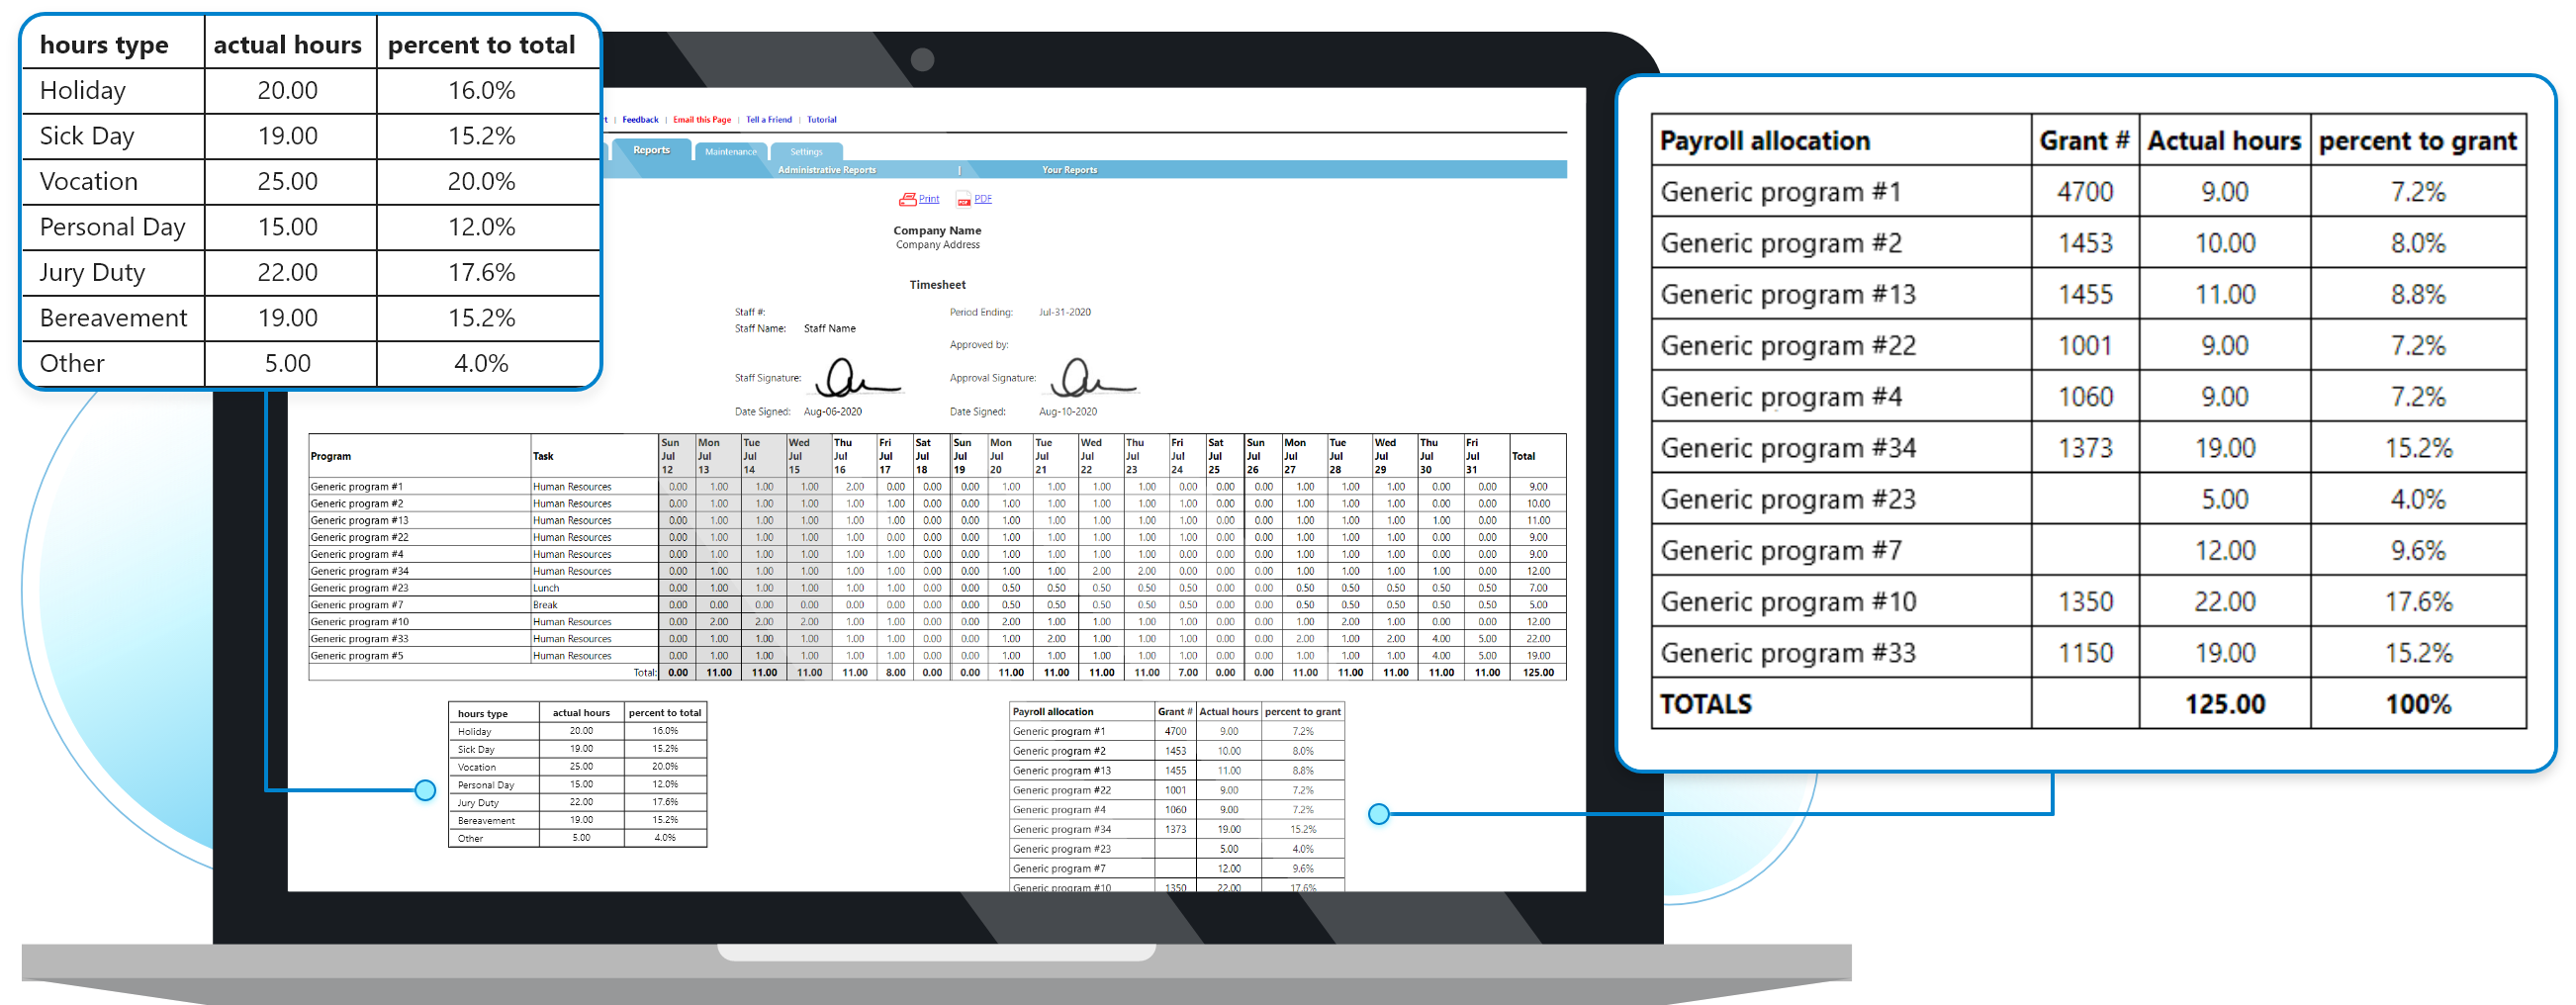 hours type actual hours percent to total
Holiday 20.00 16.0%
Sick Day 19.00 15.2%
Vocation 25.00 20.0%
Personal Day 15.00 12.0%
Jury Duty 22.00 17.6%
Bereavement 19.00 15.2%
Other 5.00 4.0%
| Feedback | Email this Page | Tell a Friend | Tutorial
Reports Maintenance Settings
Administrative Reports | Your Reports
Print PDF
Company Name
Company Address
Timesheet
Staff #: Period Ending: Jul-31-2020
Staff Name: Staff Name
Approved by:
Staff Signature: Approval Signature:
Date Signed: Aug-06-2020 Date Signed: Aug-10-2020
Program Task Sun Jul 12 Mon Jul 13 Tue Jul 14 Wed Jul 15 Thu Jul 16 Fri Jul 17 Sat Jul 18 Sun Jul 19 Mon Jul 20 Tue Jul 21 Wed Jul 22 Thu Jul 23 Fri Jul 24 Sat Jul 25 Sun Jul 26 Mon Jul 27 Tue Jul 28 Wed Jul 29 Thu Jul 30 Fri Jul 31 Total
Generic program #1 Human Resources 0.00 1.00 1.00 1.00 2.00 0.00 0.00 0.00 1.00 1.00 1.00 1.00 0.00 0.00 0.00 1.00 1.00 1.00 0.00 0.00 9.00
Generic program #2 Human Resources 0.00 1.00 1.00 1.00 1.00 1.00 0.00 0.00 1.00 1.00 1.00 1.00 1.00 0.00 0.00 1.00 1.00 1.00 0.00 0.00 10.00
Generic program #13 Human Resources 0.00 1.00 1.00 1.00 1.00 1.00 0.00 0.00 1.00 1.00 1.00 1.00 1.00 0.00 0.00 1.00 1.00 1.00 1.00 0.00 11.00
Generic program #22 Human Resources 0.00 1.00 1.00 1.00 1.00 0.00 0.00 0.00 1.00 1.00 1.00 1.00 1.00 0.00 0.00 1.00 1.00 1.00 0.00 0.00 9.00
Generic program #4 Human Resources 0.00 1.00 1.00 1.00 1.00 1.00 0.00 0.00 1.00 1.00 1.00 1.00 0.00 0.00 0.00 1.00 1.00 1.00 0.00 0.00 9.00
Generic program #34 Human Resources 0.00 1.00 1.00 1.00 1.00 1.00 0.00 0.00 1.00 1.00 2.00 2.00 0.00 0.00 0.00 1.00 1.00 1.00 1.00 0.00 12.00
Generic program #23 Lunch 0.00 1.00 1.00 1.00 1.00 1.00 0.00 0.00 0.50 0.50 0.50 0.50 0.50 0.00 0.00 0.50 0.50 0.50 0.50 0.50 7.00
Generic program #7 Break 0.00 0.00 0.00 0.00 0.00 0.00 0.00 0.00 0.50 0.50 0.50 0.50 0.50 0.00 0.00 0.50 0.50 0.50 0.50 0.50 5.00
Generic program #10 Human Resources 0.00 2.00 2.00 2.00 1.00 1.00 0.00 0.00 2.00 1.00 1.00 1.00 1.00 0.00 0.00 1.00 2.00 1.00 0.00 0.00 12.00
Generic program #33 Human Resources 0.00 1.00 1.00 1.00 1.00 1.00 0.00 0.00 1.00 2.00 1.00 1.00 1.00 0.00 0.00 2.00 1.00 2.00 4.00 5.00 22.00
Generic program #5 Human Resources 0.00 1.00 1.00 1.00 1.00 1.00 0.00 0.00 1.00 1.00 1.00 1.00 1.00 0.00 0.00 1.00 1.00 1.00 4.00 5.00 19.00
Total: 0.00 11.00 11.00 11.00 11.00 8.00 0.00 0.00 11.00 11.00 11.00 11.00 7.00 0.00 0.00 11.00 11.00 11.00 11.00 11.00 125.00
hours type actual hours percent to total
Holiday 20.00 16.0%
Sick Day 19.00 15.2%
Vocation 25.00 20.0%
Personal Day 15.00 12.0%
Jury Duty 22.00 17.6%
Bereavement 19.00 15.2%
Other 5.00 4.0%
Payroll allocation Grant # Actual hours percent to grant
Generic program #1 4700 9.00 7.2%
Generic program #2 1453 10.00 8.0%
Generic program #13 1455 11.00 8.8%
Generic program #22 1001 9.00 7.2%
Generic program #4 1060 9.00 7.2%
Generic program #34 1373 19.00 15.2%
Generic program #23 5.00 4.0%
Generic program #7 12.00 9.6%
Generic program #10 1350 22.00 17.6%
Payroll allocation Grant # Actual hours percent to grant
Generic program #1 4700 9.00 7.2%
Generic program #2 1453 10.00 8.0%
Generic program #13 1455 11.00 8.8%
Generic program #22 1001 9.00 7.2%
Generic program #4 1060 9.00 7.2%
Generic program #34 1373 19.00 15.2%
Generic program #23 5.00 4.0%
Generic program #7 12.00 9.6%
Generic program #10 1350 22.00 17.6%
Generic program #33 1150 19.00 15.2%
TOTALS 125.00 100%